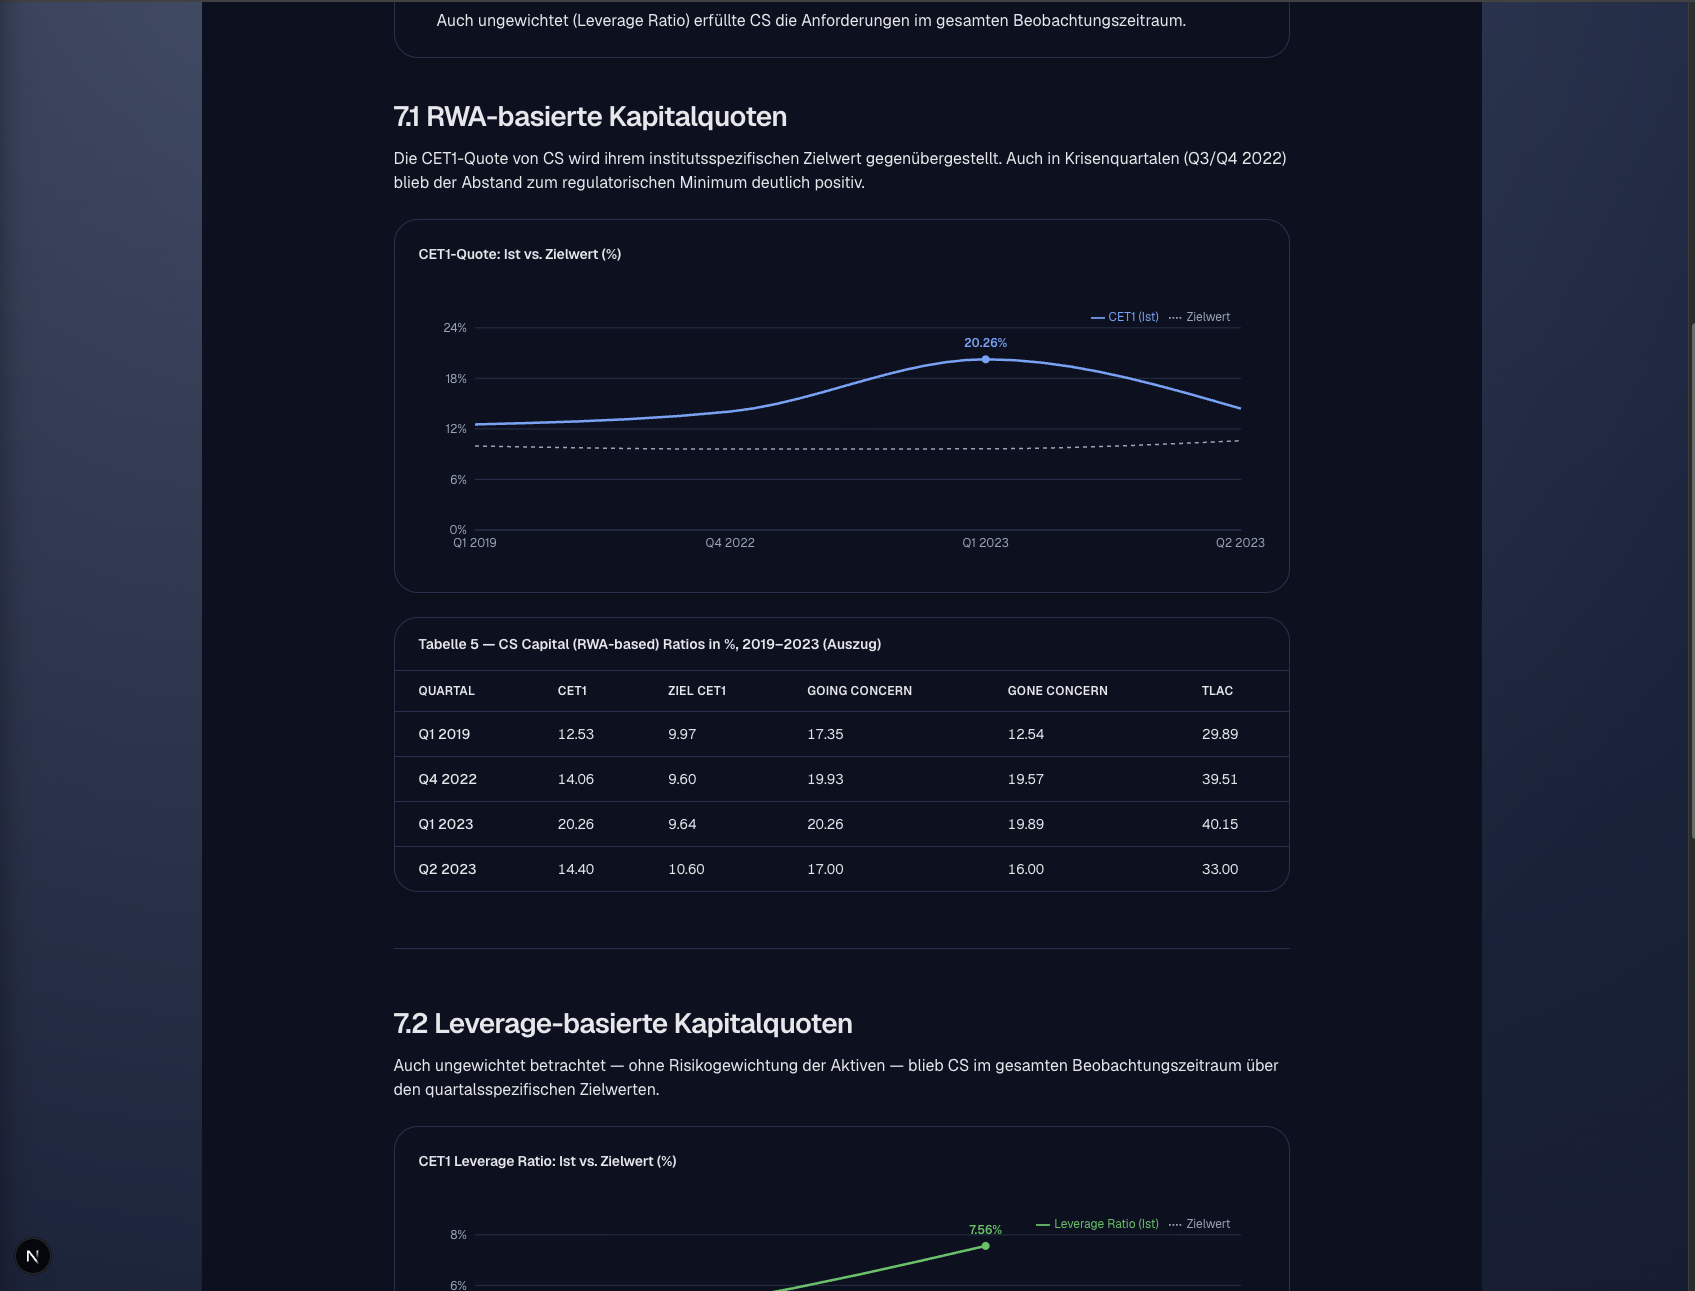 Auch ungewichtet (Leverage Ratio) erfüllte CS die Anforderungen im gesamten Beobachtungszeitraum.
7.1 RWA-basierte Kapitalquoten
Die CET1-Quote von CS wird ihrem institutsspezifischen Zielwert gegenübergestellt. Auch in Krisenquartalen (Q3/Q4 2022)
blieb der Abstand zum regulatorischen Minimum deutlich positiv.
CET1-Quote: Ist vs. Zielwert (%)
CET1 (Ist) Zielwert
24%
20.26%
18%
12%
6%
0%
Q1 2019 Q4 2022 Q1 2023 Q2 2023
Tabelle 5 — CS Capital (RWA-based) Ratios in %, 2019–2023 (Auszug)
QUARTAL CET1 ZIEL CET1 GOING CONCERN GONE CONCERN TLAC
Q1 2019 12.53 9.97 17.35 12.54 29.89
Q4 2022 14.06 9.60 19.93 19.57 39.51
Q1 2023 20.26 9.64 20.26 19.89 40.15
Q2 2023 14.40 10.60 17.00 16.00 33.00
7.2 Leverage-basierte Kapitalquoten
Auch ungewichtet betrachtet — ohne Risikogewichtung der Aktiven — blieb CS im gesamten Beobachtungszeitraum über
den quartalsspezifischen Zielwerten.
CET1 Leverage Ratio: Ist vs. Zielwert (%)
Leverage Ratio (Ist) Zielwert
7.56%
8%
6%
N